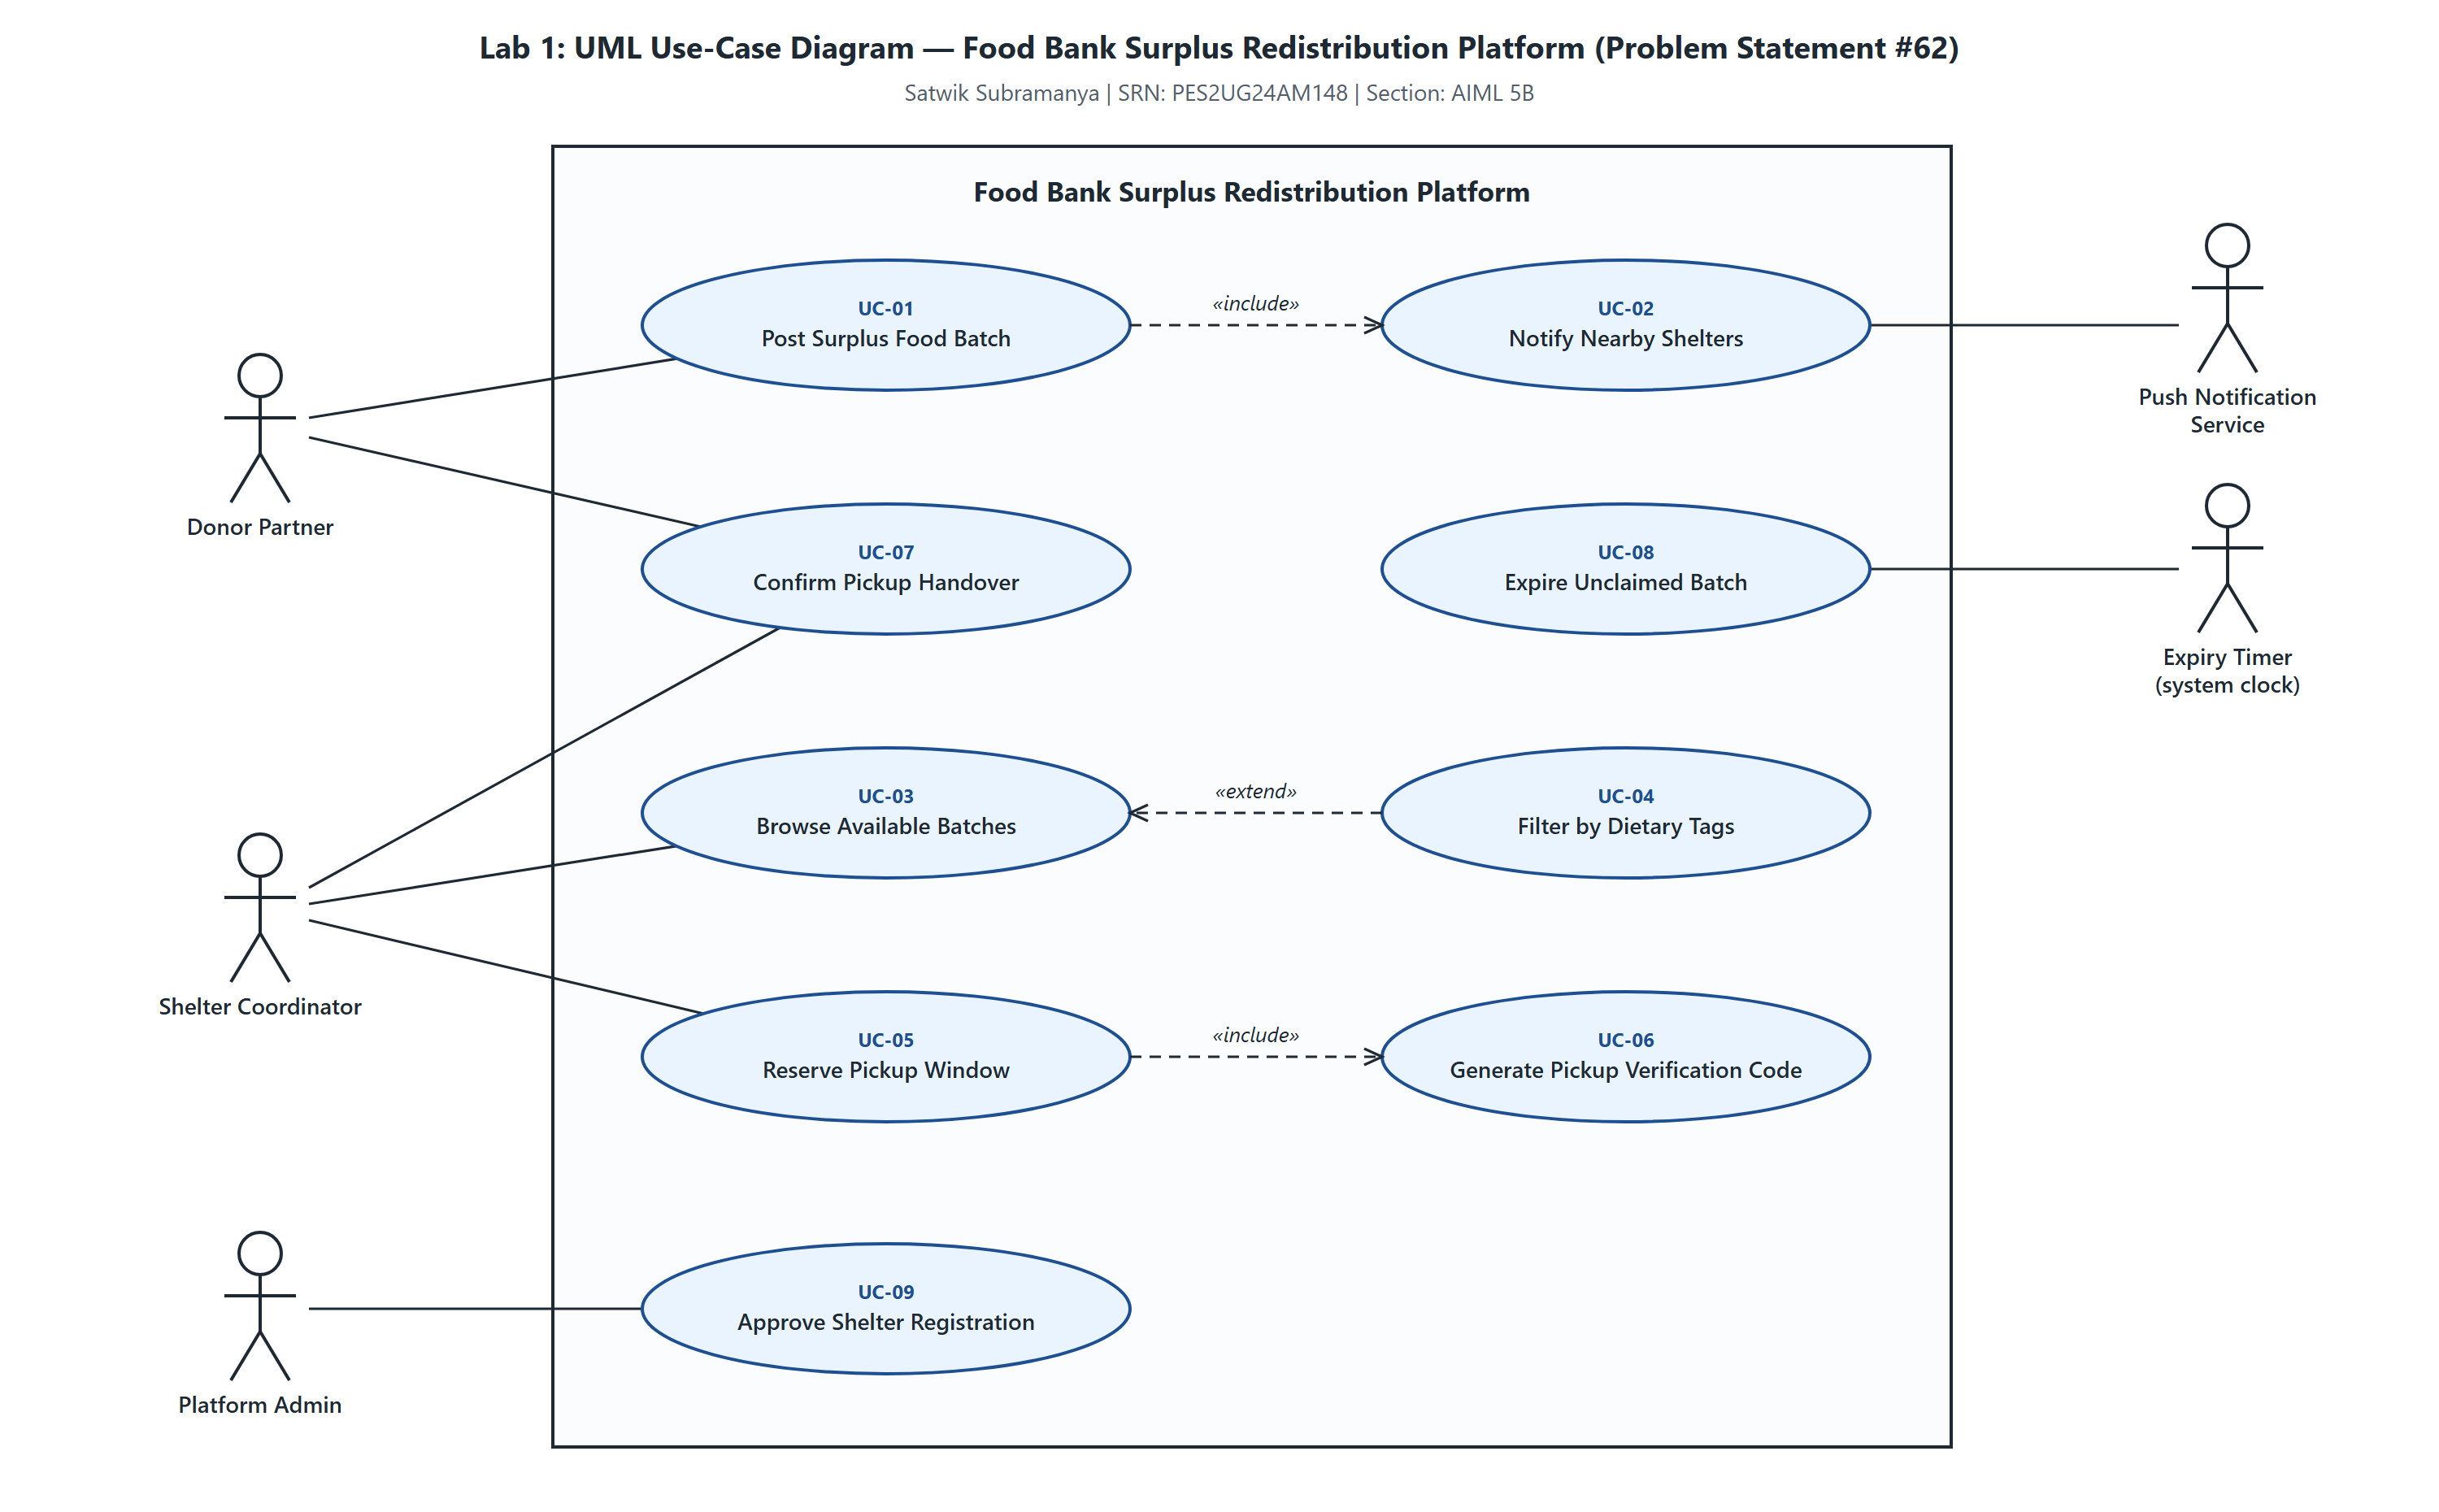 Lab 1: UML Use-Case Diagram — Food Bank Surplus Redistribution Platform (Problem Statement #62)
Satwik Subramanya | SRN: PES2UG24AM148 | Section: AIML 5B
Food Bank Surplus Redistribution Platform
UC-01
Post Surplus Food Batch
«include»
UC-02
Notify Nearby Shelters
Push Notification
Service
Donor Partner
UC-07
Confirm Pickup Handover
UC-08
Expire Unclaimed Batch
Expiry Timer
(system clock)
UC-03
Browse Available Batches
«extend»
UC-04
Filter by Dietary Tags
Shelter Coordinator
UC-05
Reserve Pickup Window
«include»
UC-06
Generate Pickup Verification Code
UC-09
Approve Shelter Registration
Platform Admin